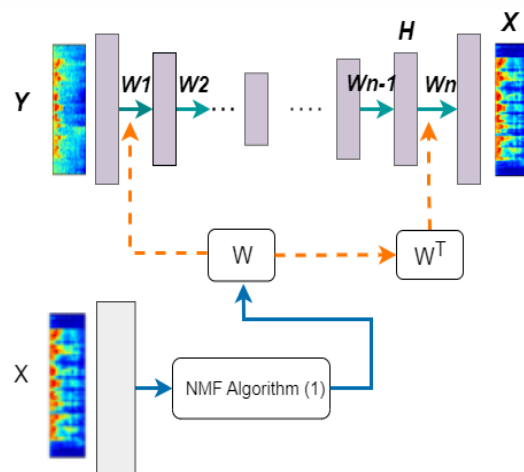 H
X
Y
W1
W2
...
....
Wn-1
Wn
W
W^T
X
NMF Algorithm (1)